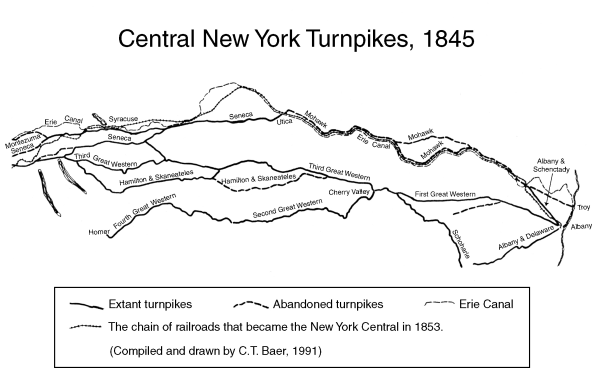 Central New York Turnpikes, 1845
Erie Canal
Syracuse
Montezuma
Seneca
Seneca
Seneca
Utica
Mohawk
Erie Canal
Mohawk
Mohawk
Third Great Western
Hamilton & Skaneateles
Hamilton & Skaneateles
Third Great Western
Cherry Valley
First Great Western
Albany &
Schenctady
Troy
Albany
Homer
Fourth Great Western
Second Great Western
Schoharie
Albany & Delaware
Extant turnpikes
Abandoned turnpikes
Erie Canal
The chain of railroads that became the New York Central in 1853.
(Compiled and drawn by C.T. Baer, 1991)